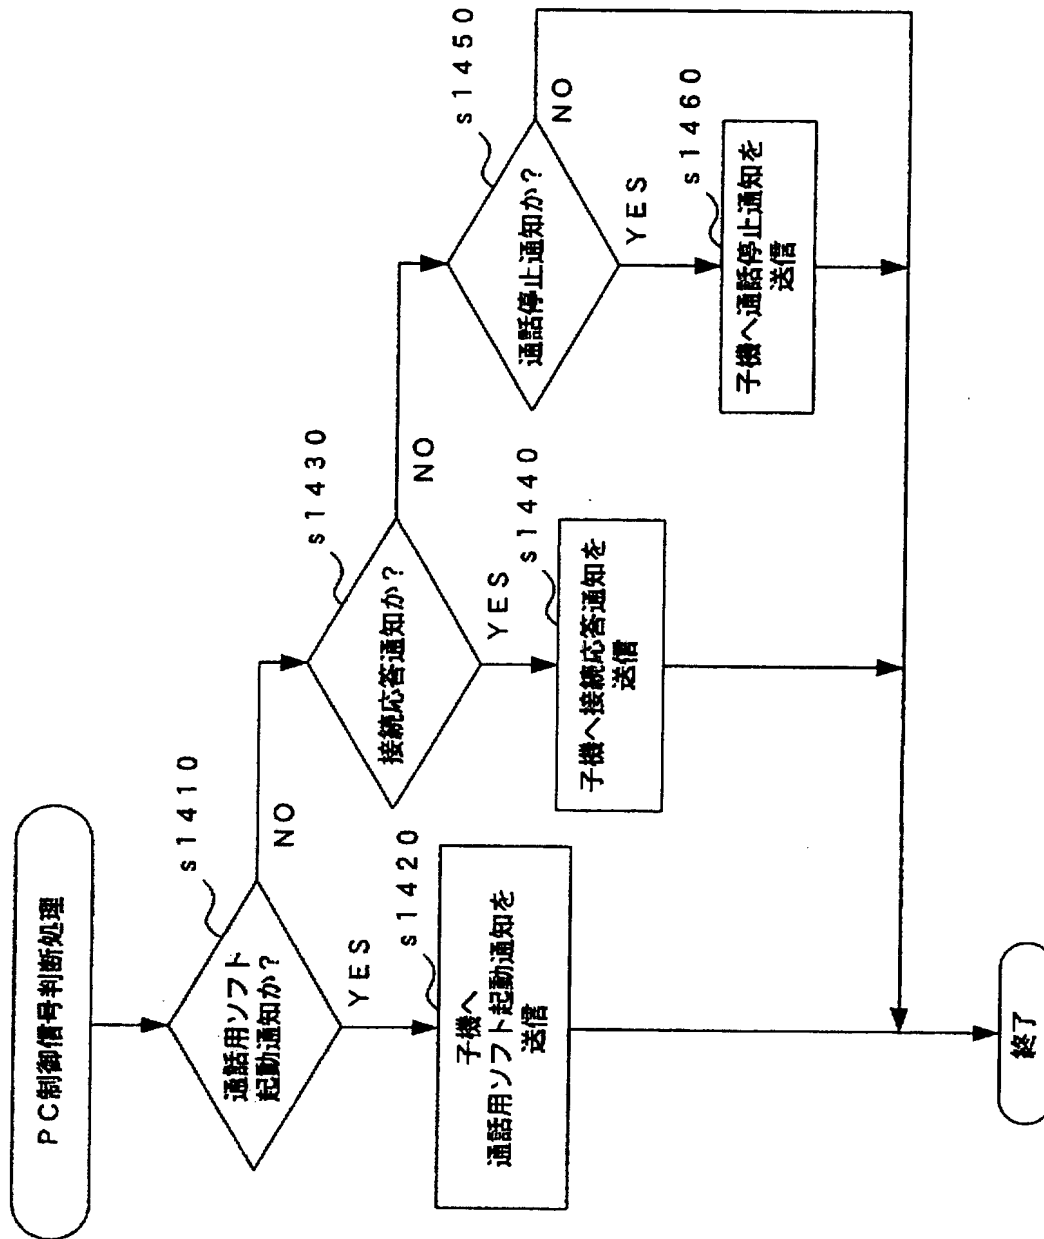 PC制御信号判断処理
s1410
通話用ソフト
起動通知か？
NO
YES
s1420
子機へ
通話用ソフト起動通知を
送信
s1430
接続応答通知か？
NO
YES
s1440
子機へ接続応答通知を
送信
s1450
通話停止通知か？
NO
YES
s1460
子機へ通話停止通知を
送信
終了